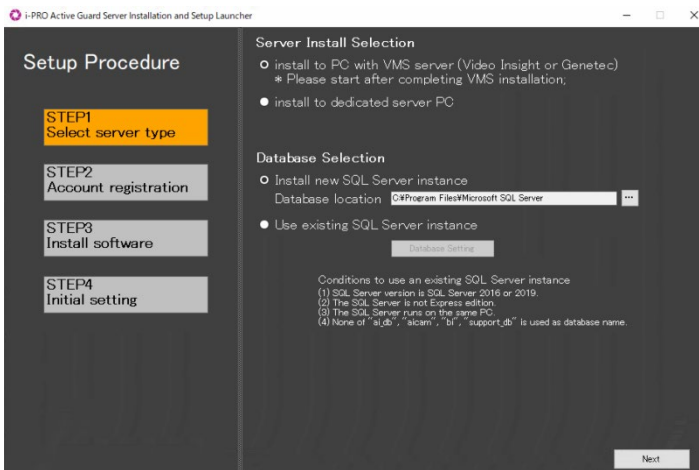 i-PRO Active Guard Server Installation and Setup Launcher
Setup Procedure
STEP1
Select server type
STEP2
Account registration
STEP3
Install software
STEP4
Initial setting
Server Install Selection
install to PC with VMS server (Video Insight or Genetec)
* Please start after completing VMS installation;
install to dedicated server PC
Database Selection
Install new SQL Server instance
Database location C:¥Program Files¥Microsoft SQL Server ...
Use existing SQL Server instance
Database Setting
Conditions to use an existing SQL Server instance
(1) SQL Server version is SQL Server 2016 or 2019.
(2) The SQL Server is not Express edition.
(3) The SQL Server runs on the same PC.
(4) None of "ai_db", "aicam", "bi", "support_db" is used as database name.
Next